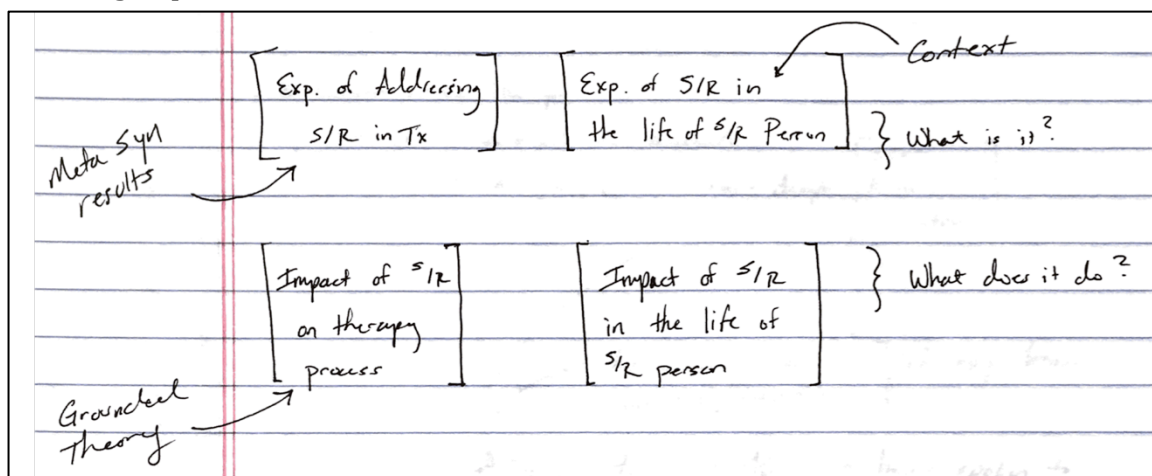 Context
Exp. of Addressing
S/R in Tx
Exp. of S/R in
the life of S/R Person
What is it?
Meta Syn
results
Impact of S/R
on therapy
process
Impact of S/R
in the life of
S/R person
What does it do?
Grounded
Theory